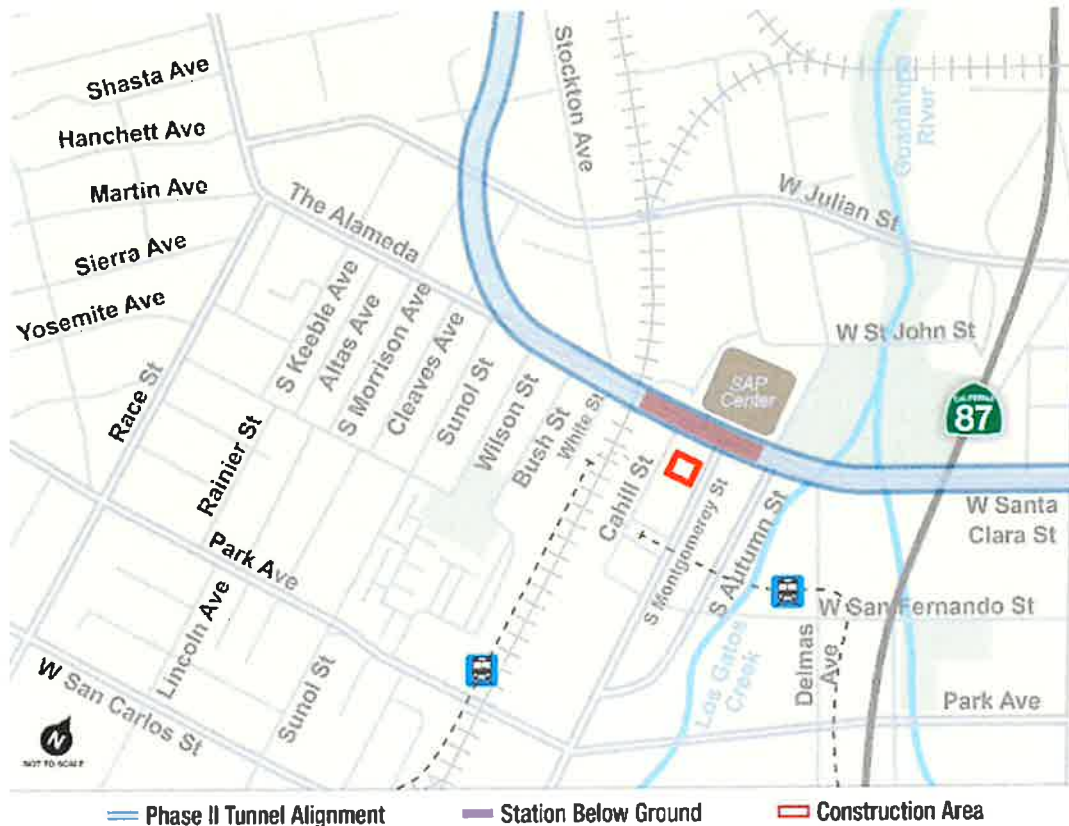 Shasta Ave
Hanchett Ave
Martin Ave
Sierra Ave
Yosemite Ave
Race St
The Alameda
Stockton Ave
Guadalupe
River
W Julian St
W St John St
SAP
Center
CALIFORNIA
87
S Keeble Ave
Altas Ave
S Morrison Ave
Cleaves Ave
Sunol St
Wilson St
Bush St
White St
Cahill St
S Montgomerey St
S Autumn St
W Santa
Clara St
Rainier St
Park Ave
Lincoln Ave
W San Carlos St
Sunol St
Los Gatos
Creek
Delmas
Ave
W San Fernando St
Park Ave
N
NOT TO SCALE
Phase II Tunnel Alignment
Station Below Ground
Construction Area